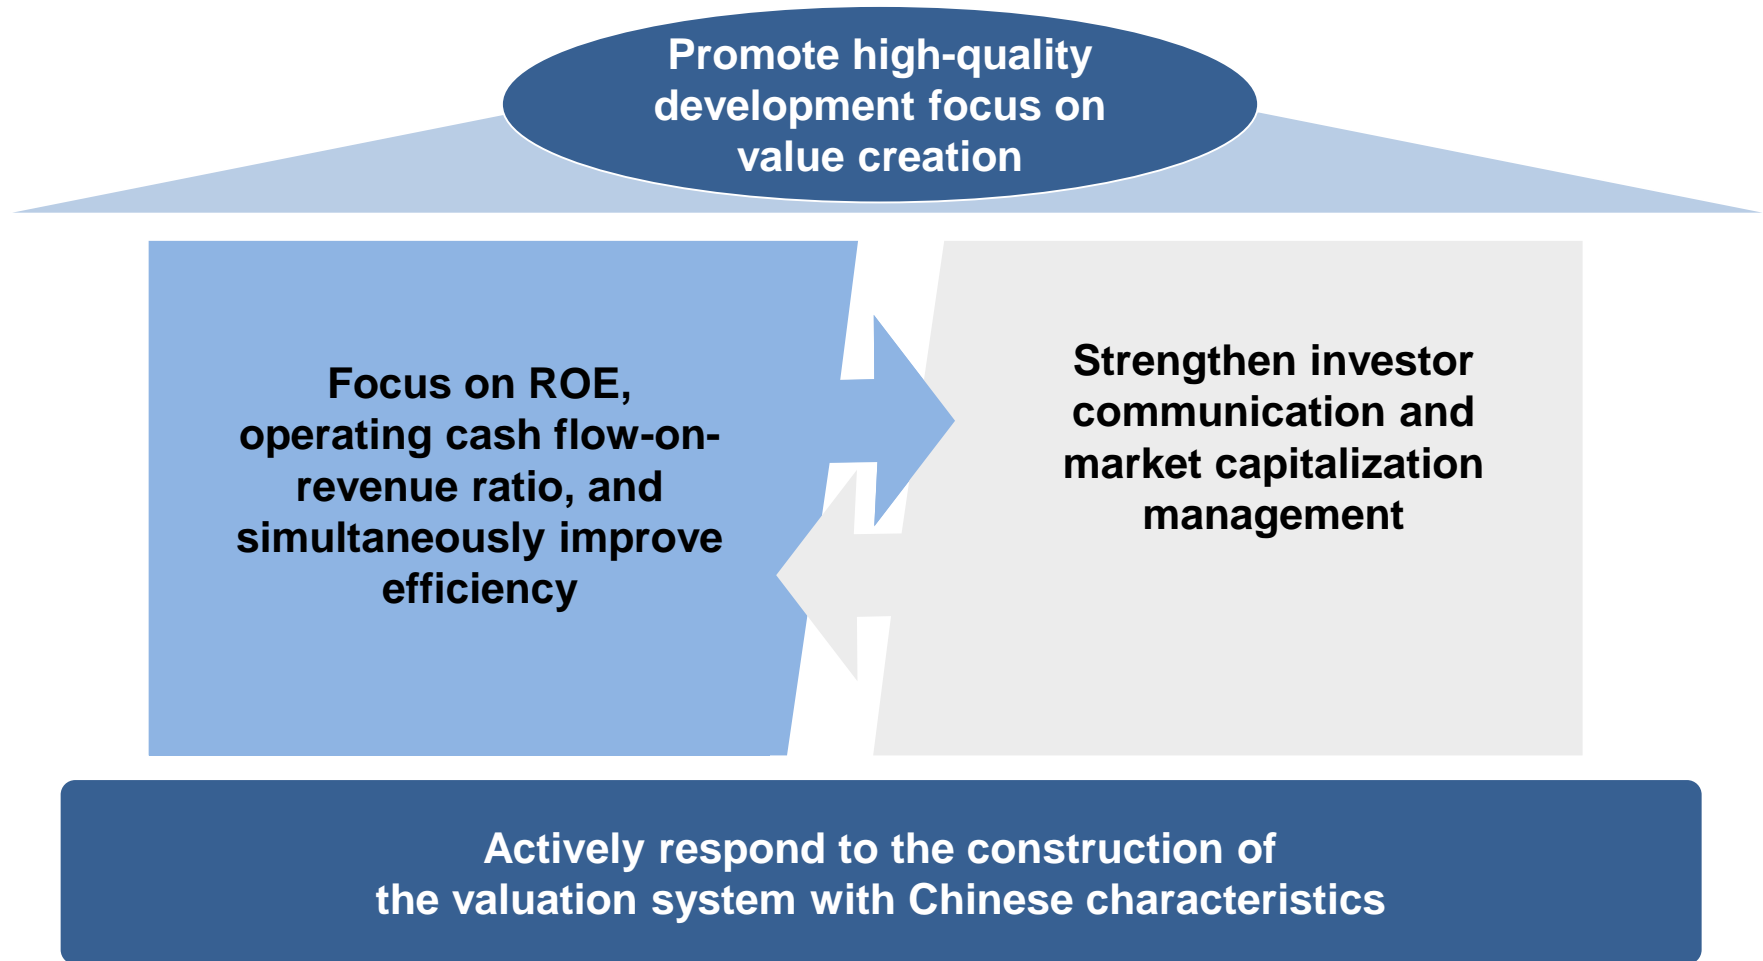 Promote high-quality
development focus on
value creation
Focus on ROE,
operating cash flow-on-
revenue ratio, and
simultaneously improve
efficiency
Strengthen investor
communication and
market capitalization
management
Actively respond to the construction of
the valuation system with Chinese characteristics